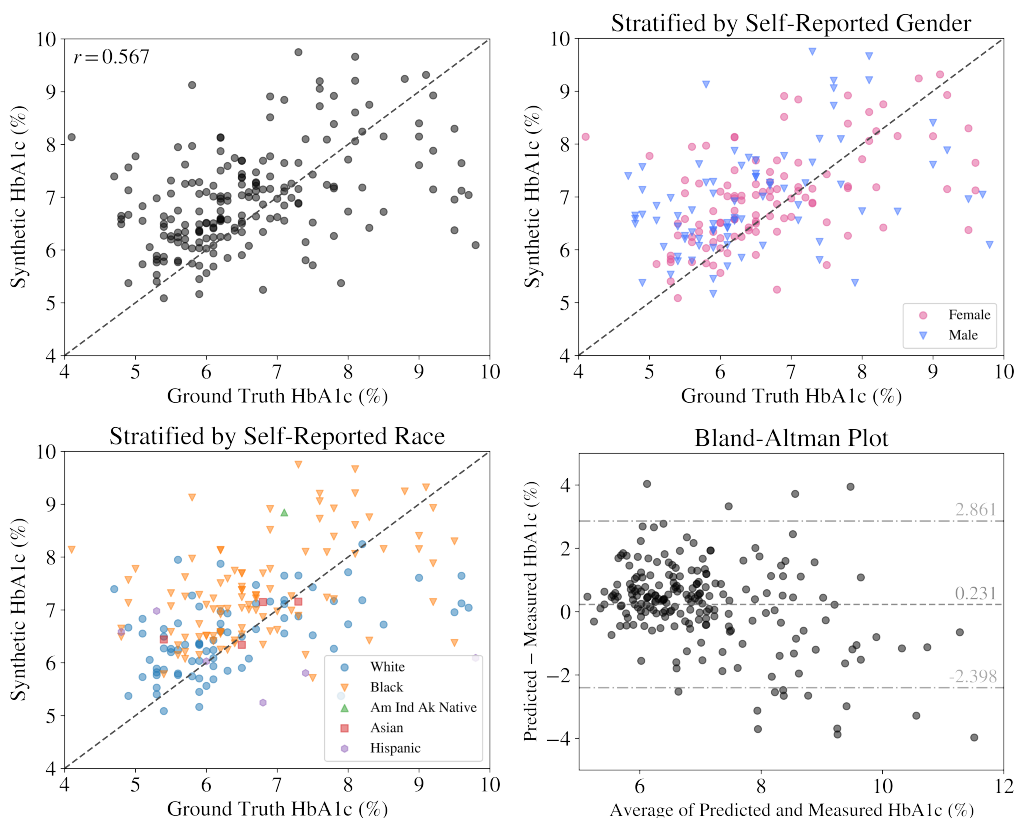 r = 0.567
10
9
8
7
6
5
4
4 5 6 7 8 9 10
Synthetic HbA1c (%)
Ground Truth HbA1c (%)
Stratified by Self-Reported Gender
10
9
8
7
6
5
4
4 5 6 7 8 9 10
Synthetic HbA1c (%)
Ground Truth HbA1c (%)
Female
Male
Stratified by Self-Reported Race
10
9
8
7
6
5
4
4 5 6 7 8 9 10
Synthetic HbA1c (%)
Ground Truth HbA1c (%)
White
Black
Am Ind Ak Native
Asian
Hispanic
Bland-Altman Plot
4
2
0
−2
−4
6 8 10 12
Predicted − Measured HbA1c (%)
Average of Predicted and Measured HbA1c (%)
2.861
0.231
-2.398